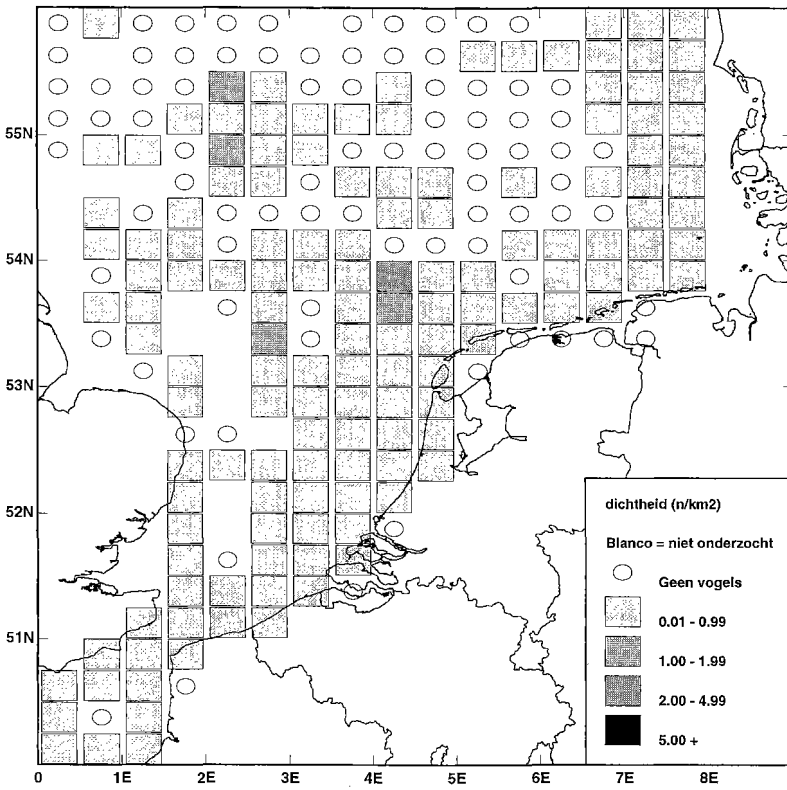 55N
54N
53N
52N
51N
dichtheid (n/km2)
Blanco = niet onderzocht
Geen vogels
0.01 - 0.99
1.00 - 1.99
2.00 - 4.99
5.00 +
0 1E 2E 3E 4E 5E 6E 7E 8E